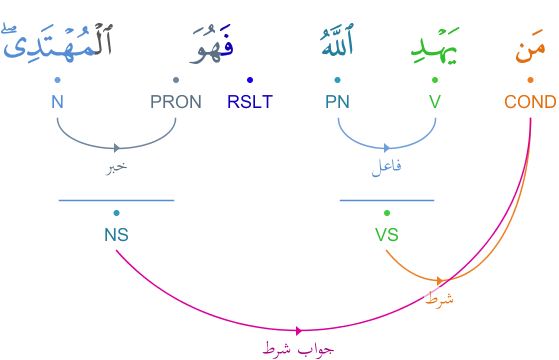 مَن يَهْدِ ٱللَّهُ فَهُوَ ٱلْمُهْتَدِى ۖ
COND V PN RSLT PRON N
فاعل خبر
VS NS
شرط
جواب شرط